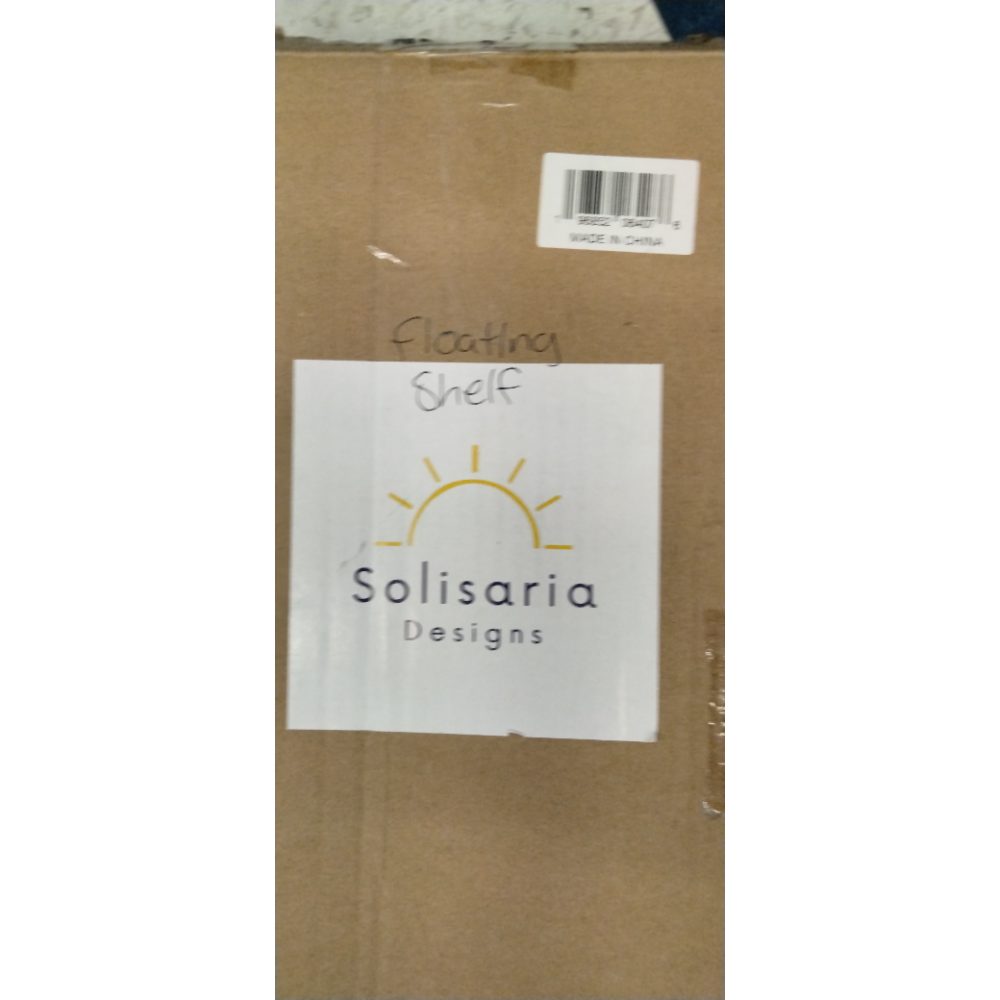 MADE IN CHINA
Floating
Shelf
Solisaria
Designs